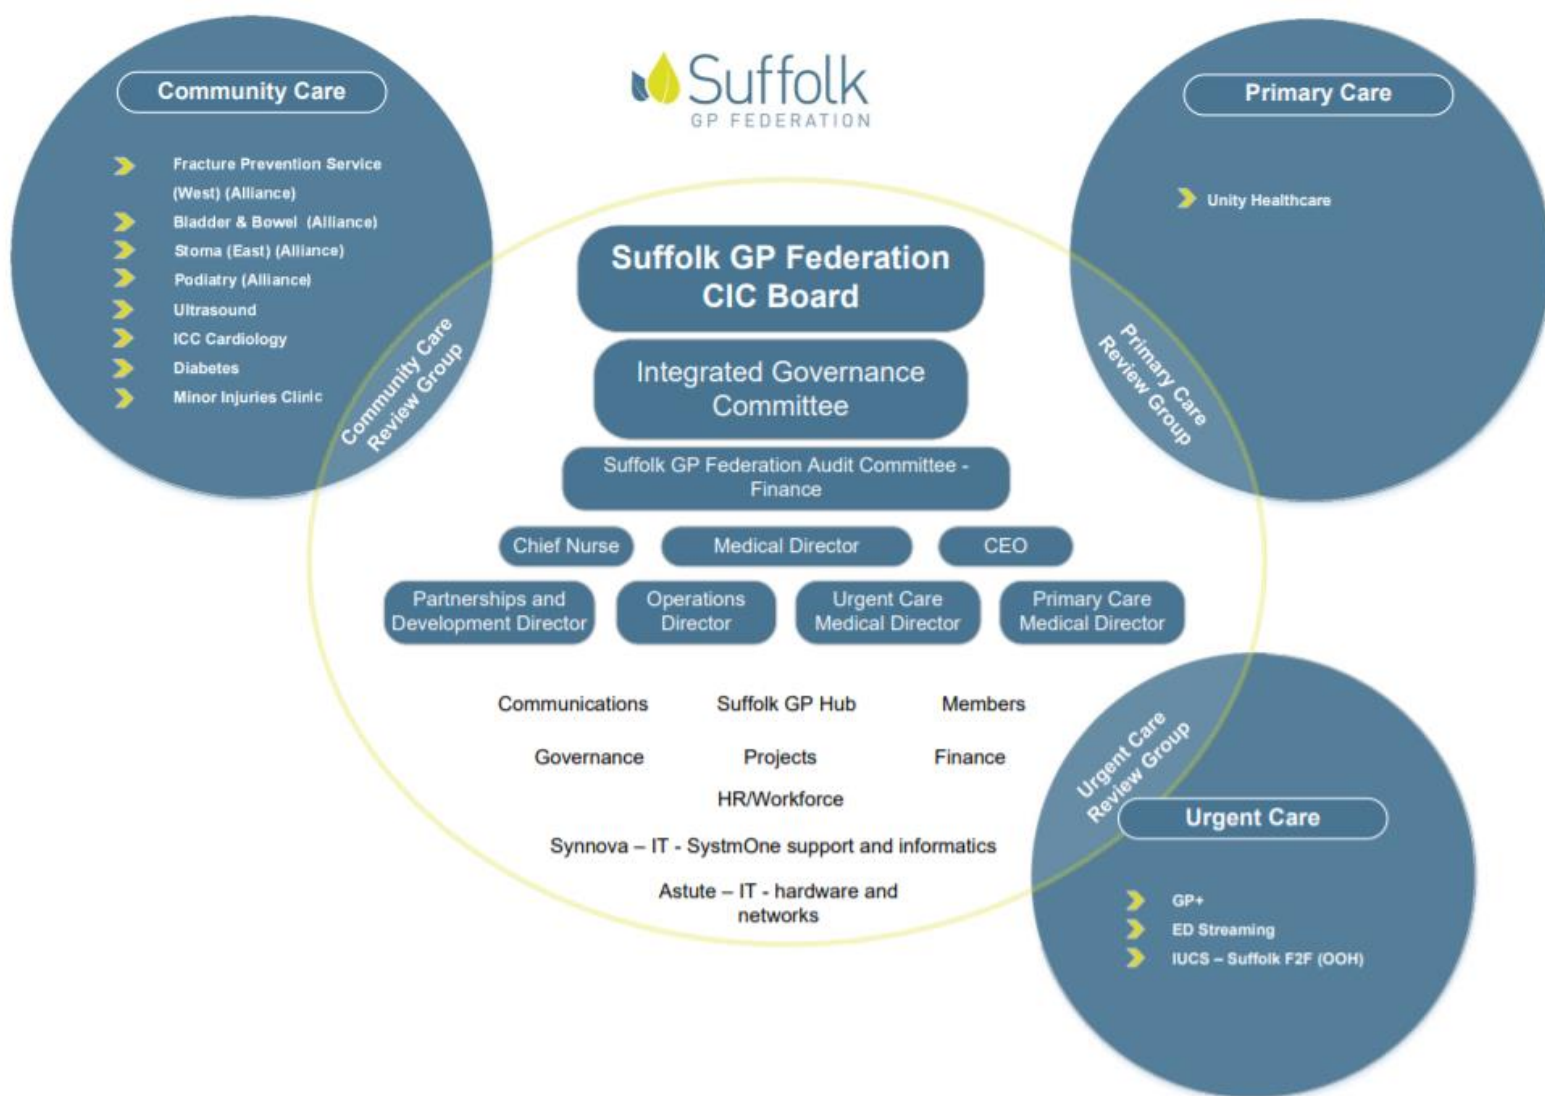 Suffolk
GP FEDERATION
Community Care
Fracture Prevention Service
(West) (Alliance)
Bladder & Bowel (Alliance)
Stoma (East) (Alliance)
Podiatry (Alliance)
Ultrasound
ICC Cardiology
Diabetes
Minor Injuries Clinic
Community Care
Review Group
Primary Care
Unity Healthcare
Primary Care
Review Group
Suffolk GP Federation
CIC Board
Integrated Governance
Committee
Suffolk GP Federation Audit Committee -
Finance
Chief Nurse
Medical Director
CEO
Partnerships and
Development Director
Operations
Director
Urgent Care
Medical Director
Primary Care
Medical Director
Communications
Suffolk GP Hub
Members
Governance
Projects
Finance
HR/Workforce
Synnova – IT - SystmOne support and informatics
Astute – IT - hardware and
networks
Urgent Care
Review Group
Urgent Care
GP+
ED Streaming
IUCS – Suffolk F2F (OOH)